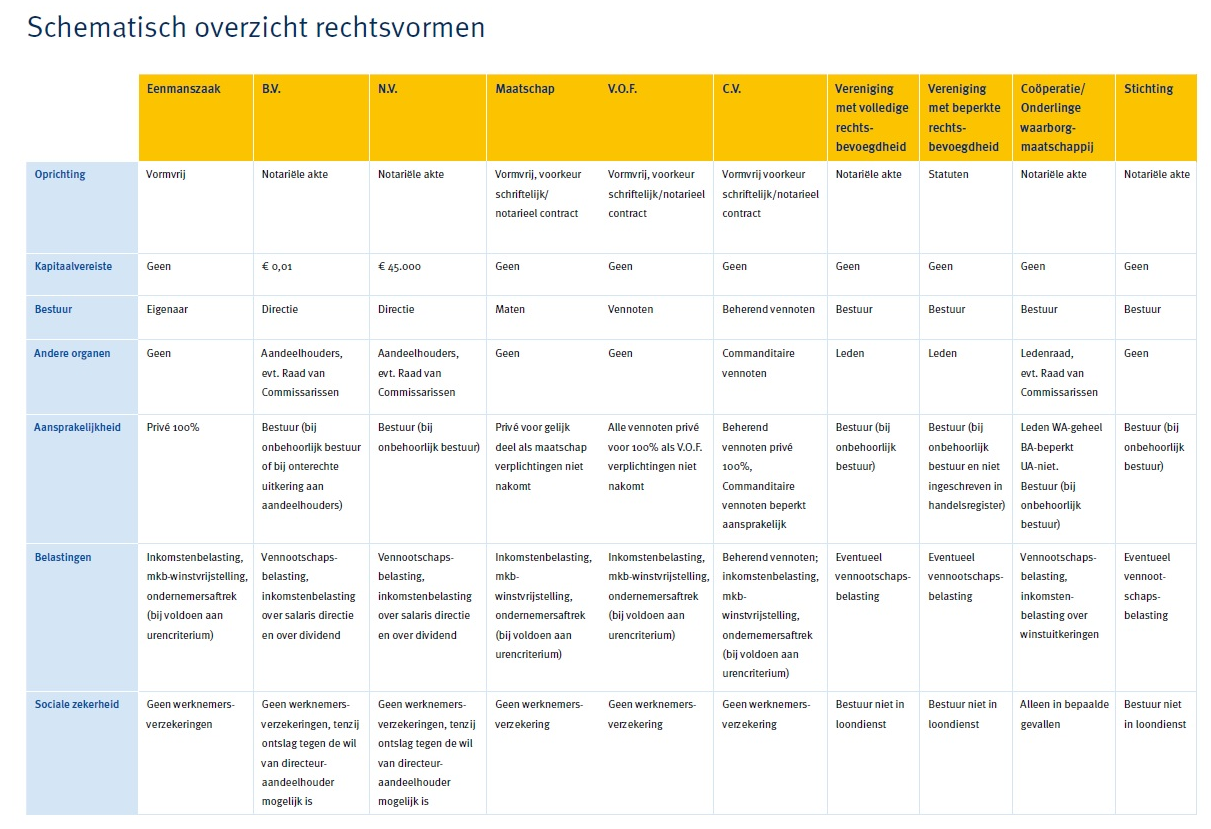 Schematisch overzicht rechtsvormen
Eenmanszaak
B.V.
N.V.
Maatschap
V.O.F.
C.V.
Vereniging
met volledige
rechts-
bevoegdheid
Vereniging
met beperkte
rechts-
bevoegdheid
Coöperatie/
Onderlinge
waarborg-
maatschappij
Stichting
Oprichting
Vormvrij
Notariële akte
Notariële akte
Vormvrij, voorkeur
schriftelijk/
notarieel contract
Vormvrij, voorkeur
schriftelijk/notarieel
contract
Vormvrij voorkeur
schriftelijk/notarieel
contract
Notariële akte
Statuten
Notariële akte
Notariële akte
Kapitaalvereiste
Geen
€ 0,01
€ 45.000
Geen
Geen
Geen
Geen
Geen
Geen
Geen
Bestuur
Eigenaar
Directie
Directie
Maten
Vennoten
Beherend vennoten
Bestuur
Bestuur
Bestuur
Bestuur
Andere organen
Geen
Aandeelhouders,
evt. Raad van
Commissarissen
Aandeelhouders,
evt. Raad van
Commissarissen
Geen
Geen
Commanditaire
vennoten
Leden
Leden
Ledenraad,
evt. Raad van
Commissarissen
Geen
Aansprakelijkheid
Privé 100%
Bestuur (bij
onbehoorlijk bestuur
of bij onterechte
uitkering aan
aandeelhouders)
Bestuur (bij
onbehoorlijk bestuur)
Privé voor gelijk
deel als maatschap
verplichtingen niet
nakomt
Alle vennoten privé
voor 100% als V.O.F.
verplichtingen niet
nakomt
Beherend
vennoten privé
100%,
Commanditaire
vennoten beperkt
aansprakelijk
Bestuur (bij
onbehoorlijk
bestuur)
Bestuur (bij
onbehoorlijk
bestuur en niet
ingeschreven in
handelsregister)
Leden WA-geheel
BA-beperkt
UA-niet.
Bestuur (bij
onbehoorlijk
bestuur)
Bestuur (bij
onbehoorlijk
bestuur)
Belastingen
Inkomstenbelasting,
mkb-winstvrijstelling,
ondernemersaftrek
(bij voldoen aan
urencriterium)
Vennootschaps-
belasting,
inkomstenbelasting
over salaris directie
en over dividend
Vennootschaps-
belasting,
inkomstenbelasting
over salaris directie
en over dividend
Inkomstenbelasting,
mkb-
winstvrijstelling,
ondernemersaftrek
(bij voldoen aan
urencriterium)
Inkomstenbelasting,
mkb-winstvrijstelling,
ondernemersaftrek
(bij voldoen aan
urencriterium)
Beherend vennoten;
inkomstenbelasting,
mkb-
winstvrijstelling,
ondernemersaftrek
(bij voldoen aan
urencriterium)
Eventueel
vennootschaps-
belasting
Eventueel
vennootschaps-
belasting
Vennootschaps-
belasting,
inkomsten-
belasting over
winstuitkeringen
Eventueel
vennoot-
schaps-
belasting
Sociale zekerheid
Geen werknemers-
verzekeringen
Geen werknemers-
verzekeringen, tenzij
ontslag tegen de wil
van directeur-
aandeelhouder
mogelijk is
Geen werknemers-
verzekeringen, tenzij
ontslag tegen de wil
van directeur-
aandeelhouder
mogelijk is
Geen werknemers-
verzekering
Geen werknemers-
verzekering
Geen werknemers-
verzekering
Bestuur niet in
loondienst
Bestuur niet in
loondienst
Alleen in bepaalde
gevallen
Bestuur niet
in loondienst